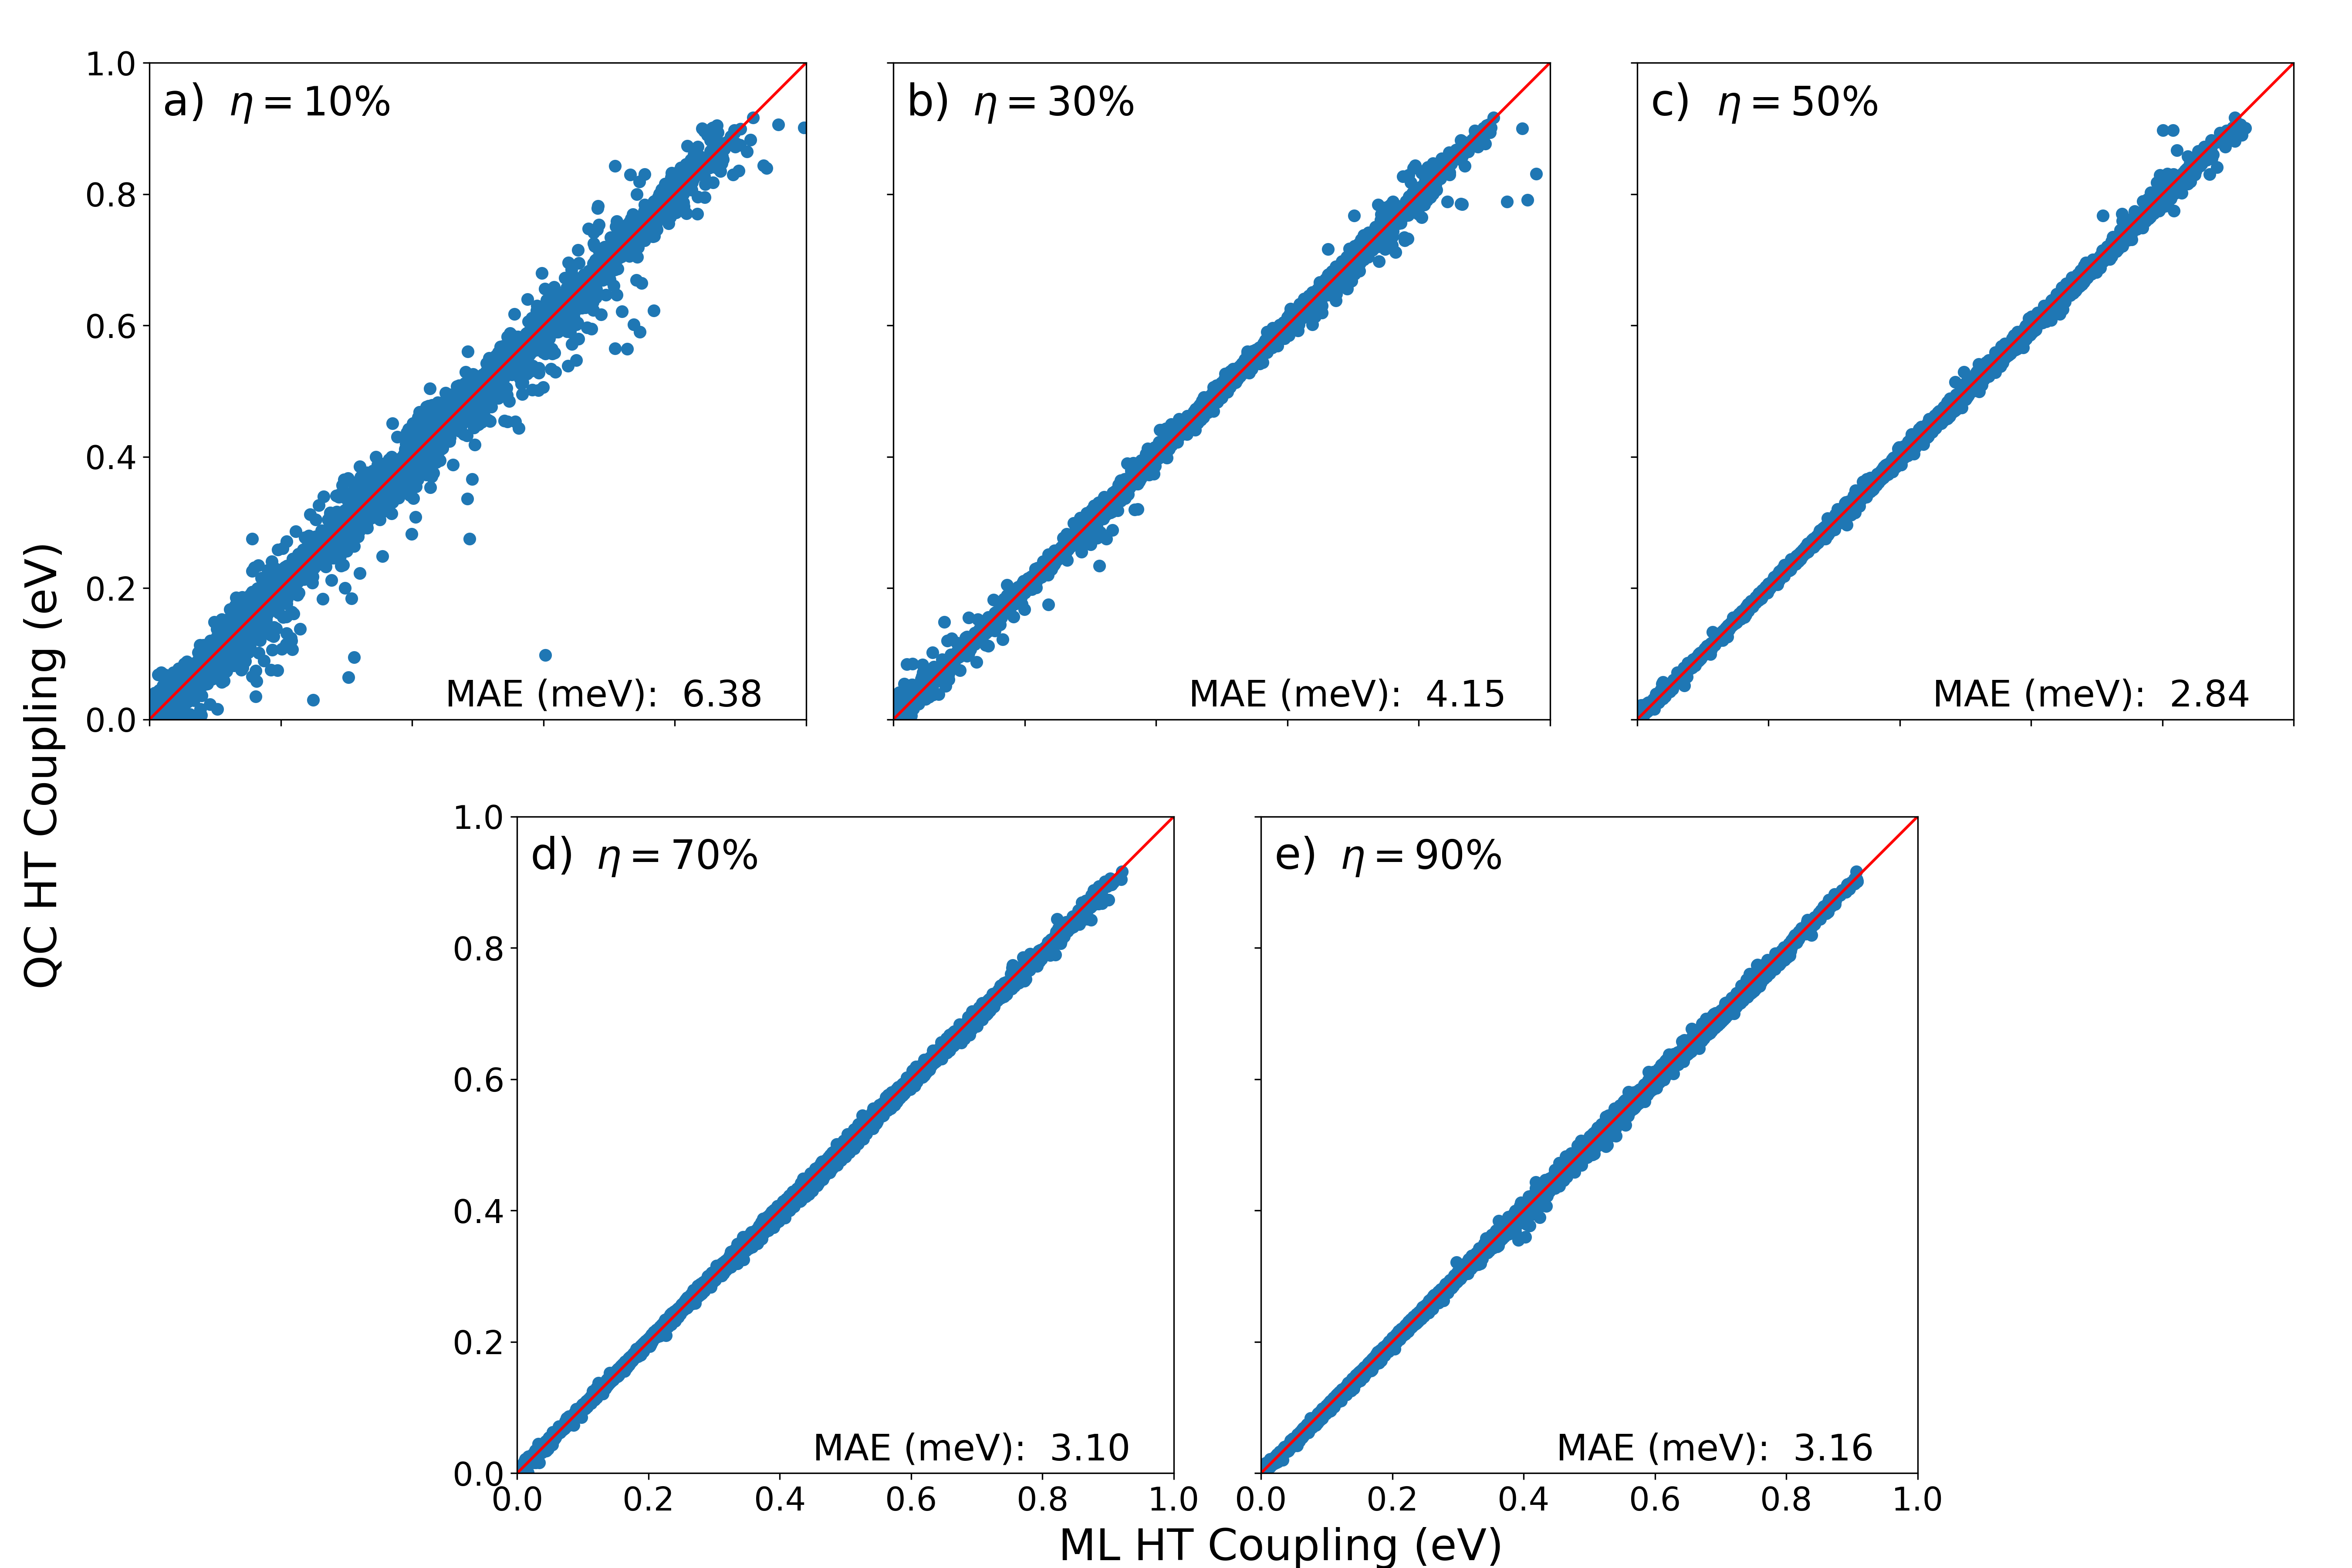 QC HT Coupling (eV)
a) η = 10%
1.0
0.8
0.6
0.4
0.2
0.0
MAE (meV): 6.38
b) η = 30%
MAE (meV): 4.15
c) η = 50%
MAE (meV): 2.84
d) η = 70%
1.0
0.8
0.6
0.4
0.2
0.0
MAE (meV): 3.10
0.0 0.2 0.4 0.6 0.8 1.0
e) η = 90%
MAE (meV): 3.16
0.0 0.2 0.4 0.6 0.8 1.0
ML HT Coupling (eV)